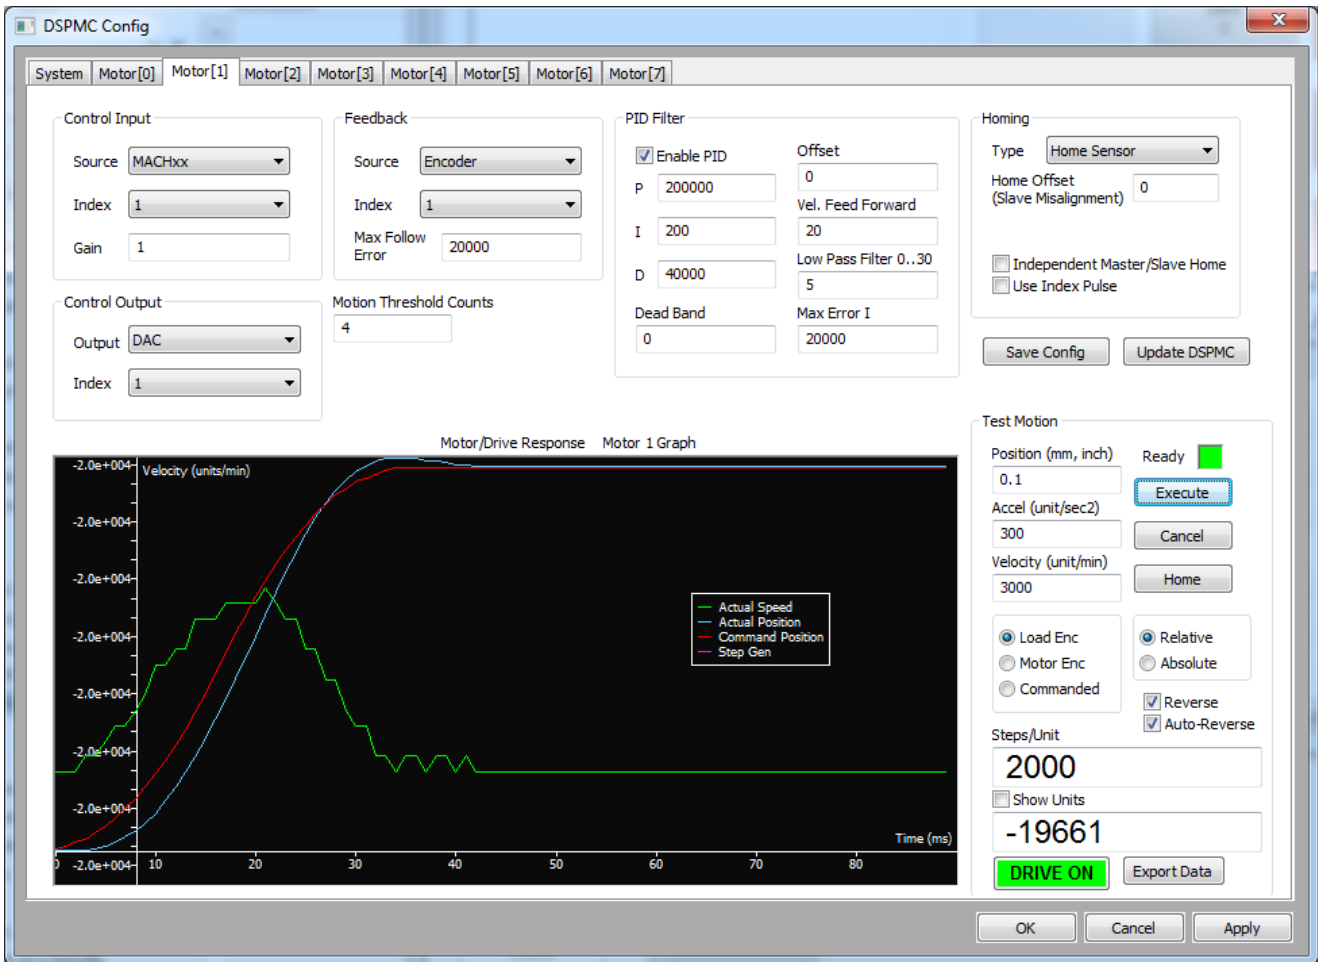 DSPMC Config
x
System Motor[0] Motor[1] Motor[2] Motor[3] Motor[4] Motor[5] Motor[6] Motor[7]
Control Input
Source MACHxx
Index 1
Gain 1
Control Output
Output DAC
Index 1
Feedback
Source Encoder
Index 1
Max Follow
Error
20000
Motion Threshold Counts
4
PID Filter
Enable PID
P 200000
I 200
D 40000
Dead Band
0
Offset
0
Vel. Feed Forward
20
Low Pass Filter 0..30
5
Max Error I
20000
Homing
Type Home Sensor
Home Offset
(Slave Misalignment)
0
Independent Master/Slave Home
Use Index Pulse
Save Config Update DSPMC
Motor/Drive Response Motor 1 Graph
Velocity (units/min)
-2.0e+004
-2.0e+004
-2.0e+004
-2.0e+004
-2.0e+004
-2.0e+004
-2.0e+004
-2.0e+004
Actual Speed
Actual Position
Command Position
Step Gen
Time (ms)
0 10 20 30 40 50 60 70 80
Test Motion
Position (mm, inch)
0.1
Ready
Execute
Accel (unit/sec2)
300
Cancel
Velocity (unit/min)
3000
Home
Load Enc
Motor Enc
Commanded
Relative
Absolute
Reverse
Auto-Reverse
Steps/Unit
2000
Show Units
-19661
DRIVE ON Export Data
OK Cancel Apply